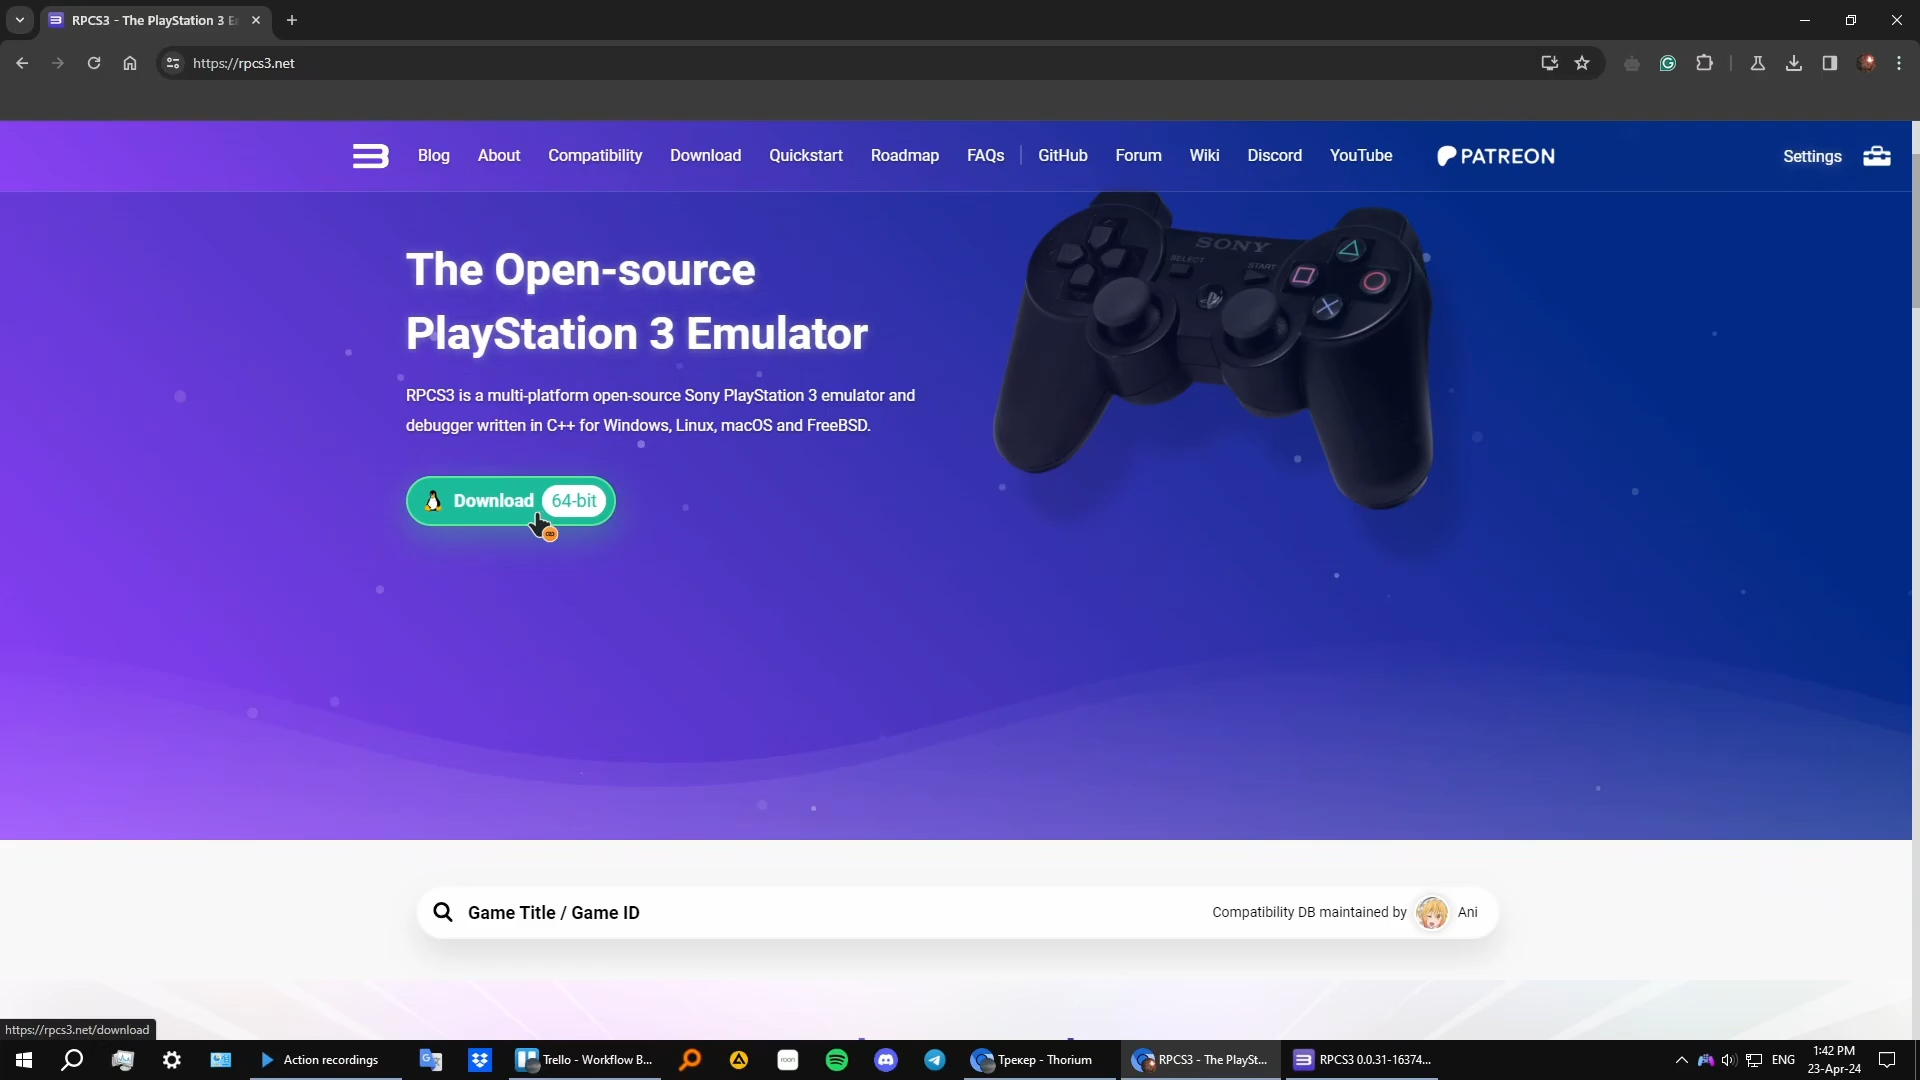 RPCS3 - The PlayStation 3 E
https://rpcs3.net
Blog About Compatibility Download Quickstart Roadmap FAQs GitHub Forum Wiki Discord YouTube PATREON Settings
The Open-source
PlayStation 3 Emulator
SONY
SELECT START
RPCS3 is a multi-platform open-source Sony PlayStation 3 emulator and
debugger written in C++ for Windows, Linux, macOS and FreeBSD.
Download 64-bit
Game Title / Game ID Compatibility DB maintained by Ani
https://rpcs3.net/download
Action recordings Trello - Workflow B... roon Трекер - Thorium RPCS3 - The PlaySt... RPCS3 0.0.31-16374... ENG 1:42 PM
23-Apr-24